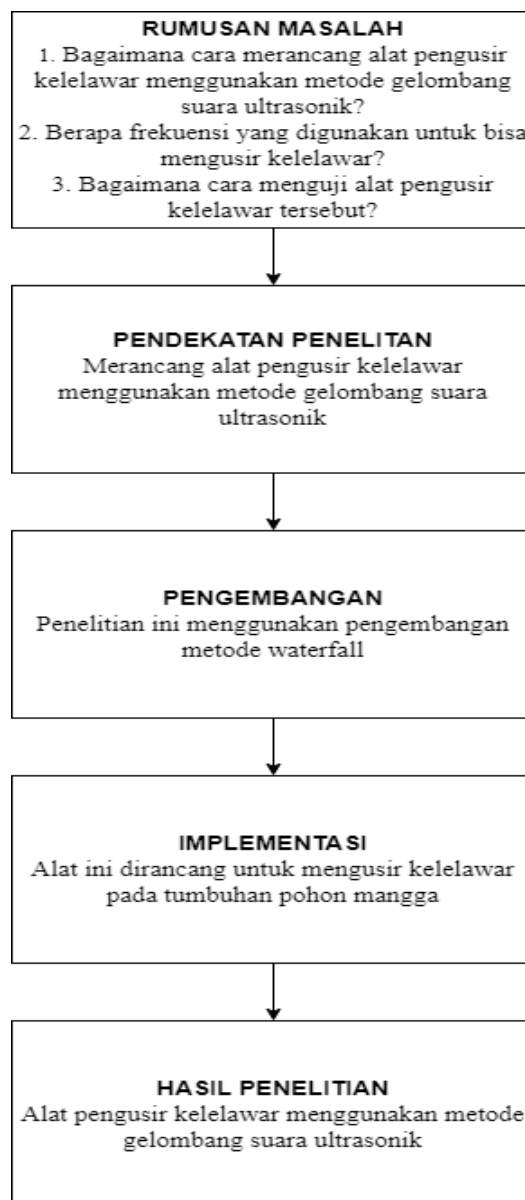 RUMUSAN MASALAH
1. Bagaimana cara merancang alat pengusir
kelelawar menggunakan metode gelombang
suara ultrasonik?
2. Berapa frekuensi yang digunakan untuk bisa
mengusir kelelawar?
3. Bagaimana cara menguji alat pengusir
kelelawar tersebut?
PENDEKATAN PENELITAN
Merancang alat pengusir kelelawar
menggunakan metode gelombang suara
ultrasonik
PENGEMBANGAN
Penelitian ini menggunakan pengembangan
metode waterfall
IMPLEMENTASI
Alat ini dirancang untuk mengusir kelelawar
pada tumbuhan pohon mangga
HASIL PENELITIAN
Alat pengusir kelelawar menggunakan metode
gelombang suara ultrasonik